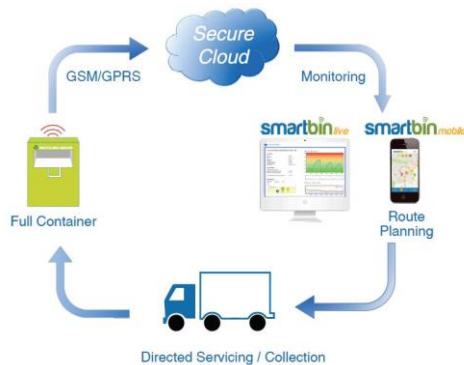 Secure
Cloud
GSM/GPRS
Monitoring
smartbin live
smartbin mobile
Full Container
Route
Planning
Directed Servicing / Collection